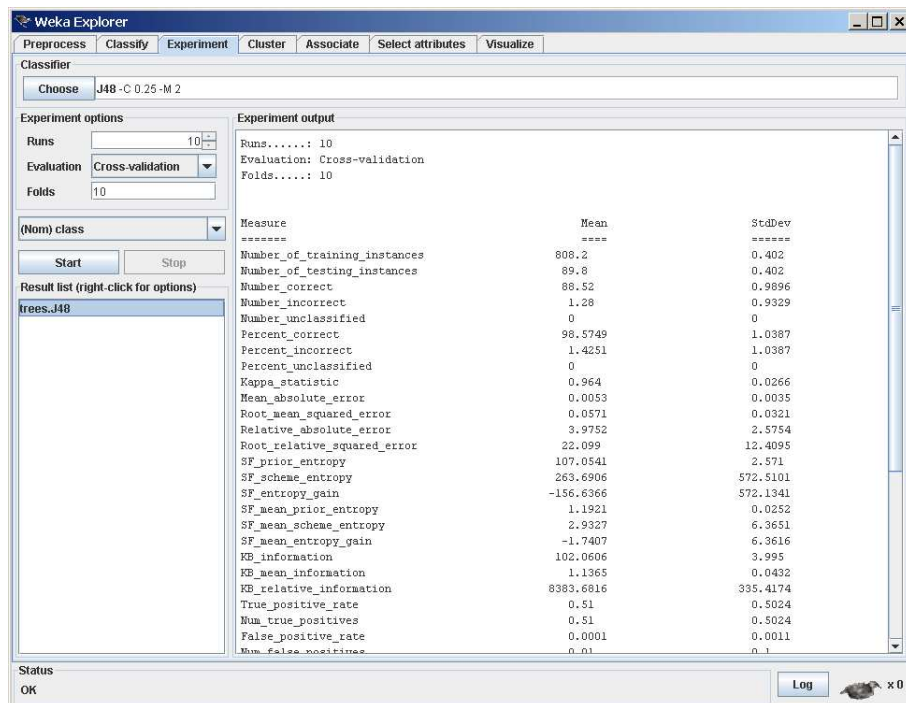 Weka Explorer
Preprocess Classify Experiment Cluster Associate Select attributes Visualize
Classifier
Choose J48 -C 0.25 -M 2
Experiment options
Runs 10
Evaluation Cross-validation
Folds 10
(Nom) class
Start Stop
Result list (right-click for options)
trees.J48
Experiment output
Runs......: 10
Evaluation: Cross-validation
Folds.....: 10
Measure Mean StdDev
======= ==== ======
Number_of_training_instances 808.2 0.402
Number_of_testing_instances 89.8 0.402
Number_correct 88.52 0.9896
Number_incorrect 1.28 0.9329
Number_unclassified 0 0
Percent_correct 98.5749 1.0387
Percent_incorrect 1.4251 1.0387
Percent_unclassified 0 0
Kappa_statistic 0.964 0.0266
Mean_absolute_error 0.0053 0.0035
Root_mean_squared_error 0.0571 0.0321
Relative_absolute_error 3.9752 2.5754
Root_relative_squared_error 22.099 12.4095
SF_prior_entropy 107.0541 2.571
SF_scheme_entropy 263.6906 572.5101
SF_entropy_gain -156.6366 572.1341
SF_mean_prior_entropy 1.1921 0.0252
SF_mean_scheme_entropy 2.9327 6.3651
SF_mean_entropy_gain -1.7407 6.3616
KB_information 102.0606 3.995
KB_mean_information 1.1365 0.0432
KB_relative_information 8383.6816 335.4174
True_positive_rate 0.51 0.5024
Num_true_positives 0.51 0.5024
False_positive_rate 0.0001 0.0011
Num_false_positives 0.01 0.1
Status
OK
Log x 0